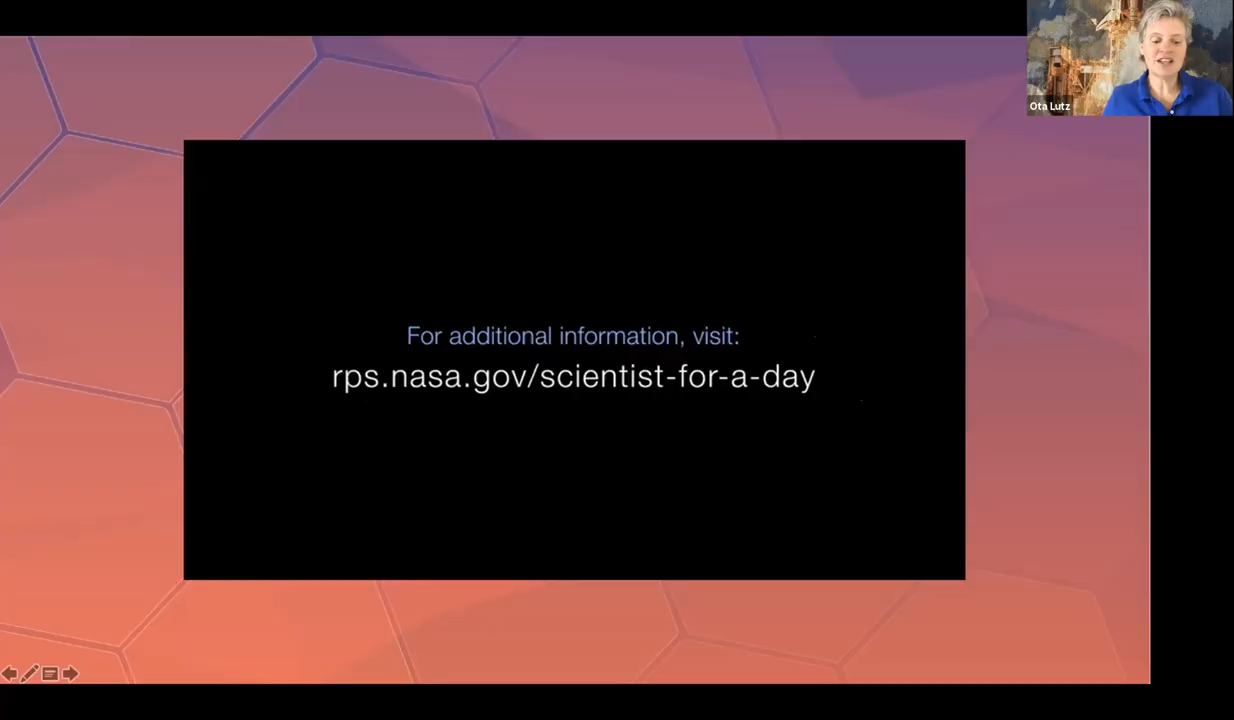 Ota Lutz
For additional information, visit:
rps.nasa.gov/scientist-for-a-day